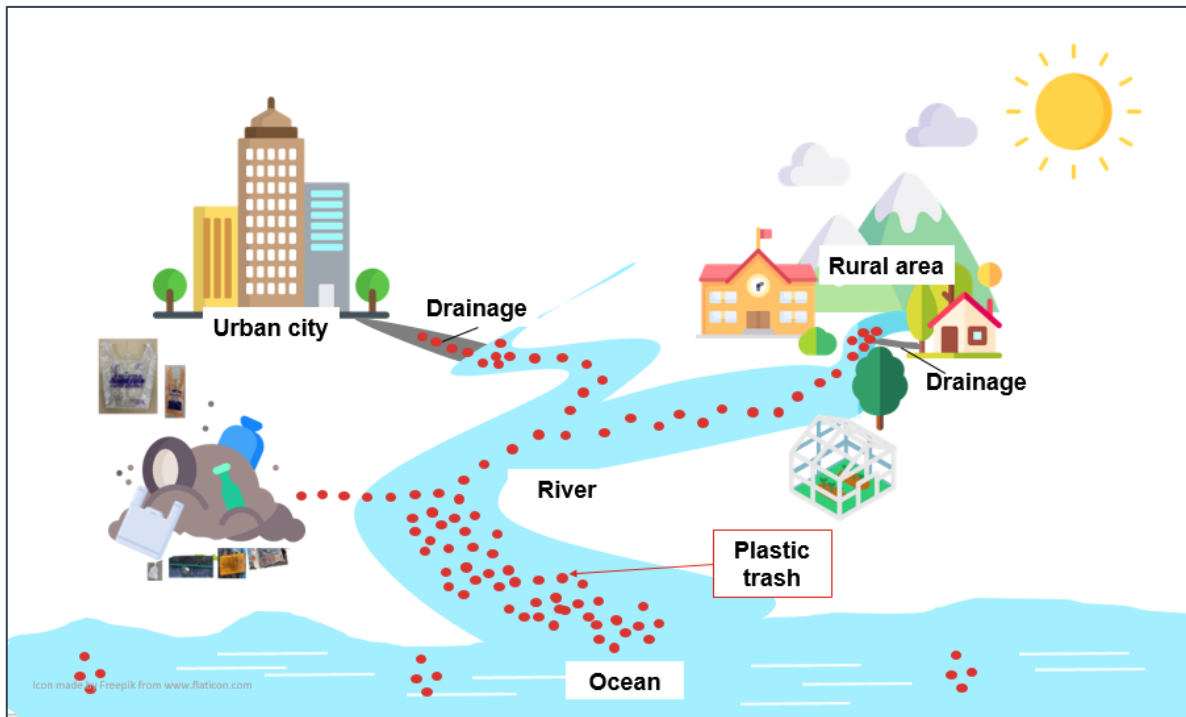 Rural area
Drainage
Urban city
Drainage
River
Plastic
trash
Ocean
Icon made by Freepik from www.flaticon.com